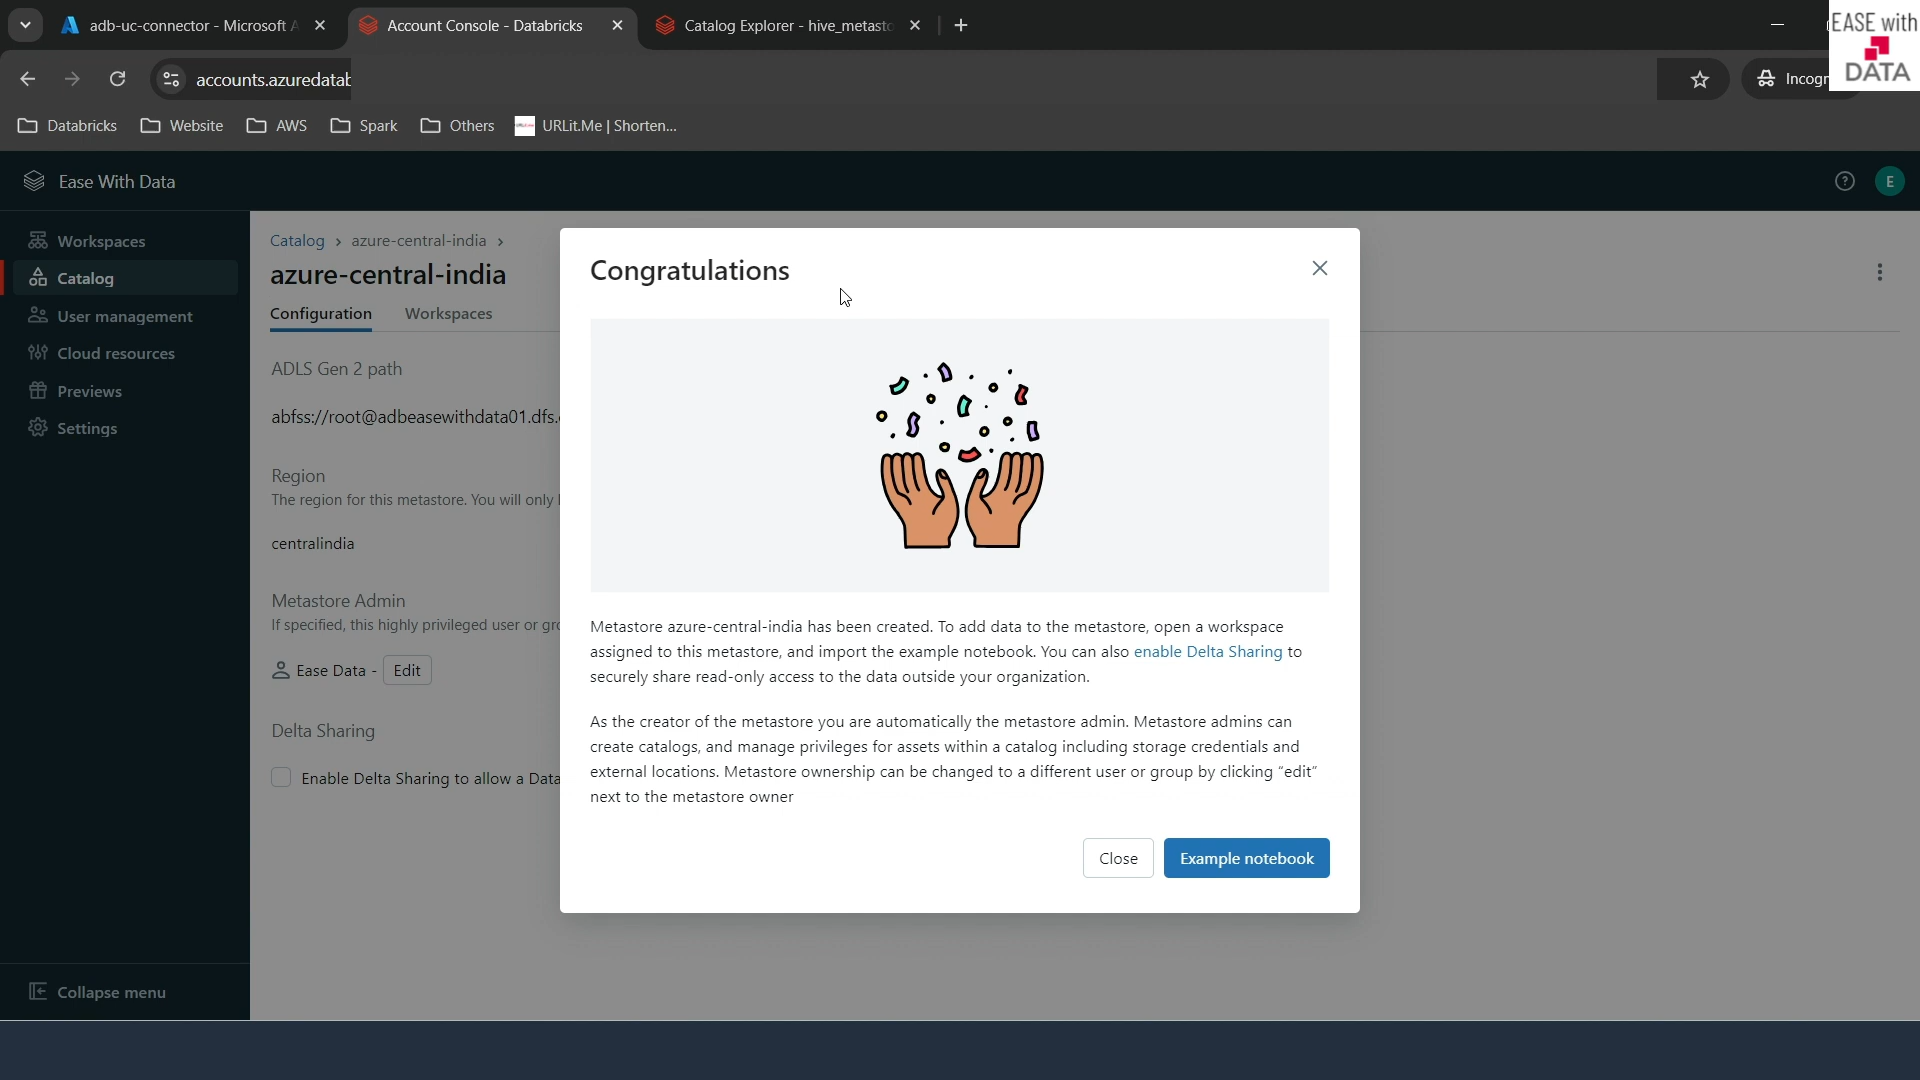 adb-uc-connector - Microsoft A
Account Console - Databricks
Catalog Explorer - hive_metasto
EASE with
DATA
accounts.azuredatab
Incogn
Databricks
Website
AWS
Spark
Others
URLit.Me | Shorten...
Ease With Data
E
Workspaces
Catalog
User management
Cloud resources
Previews
Settings
Collapse menu
Catalog › azure-central-india ›
azure-central-india
Configuration
Workspaces
ADLS Gen 2 path
abfss://root@adbeasewithdata01.dfs.
Region
The region for this metastore. You will only
centralindia
Metastore Admin
If specified, this highly privileged user or gro
Ease Data -
Edit
Delta Sharing
Enable Delta Sharing to allow a Data
Congratulations
Metastore azure-central-india has been created. To add data to the metastore, open a workspace
assigned to this metastore, and import the example notebook. You can also enable Delta Sharing to
securely share read-only access to the data outside your organization.
As the creator of the metastore you are automatically the metastore admin. Metastore admins can
create catalogs, and manage privileges for assets within a catalog including storage credentials and
external locations. Metastore ownership can be changed to a different user or group by clicking “edit”
next to the metastore owner
Close
Example notebook